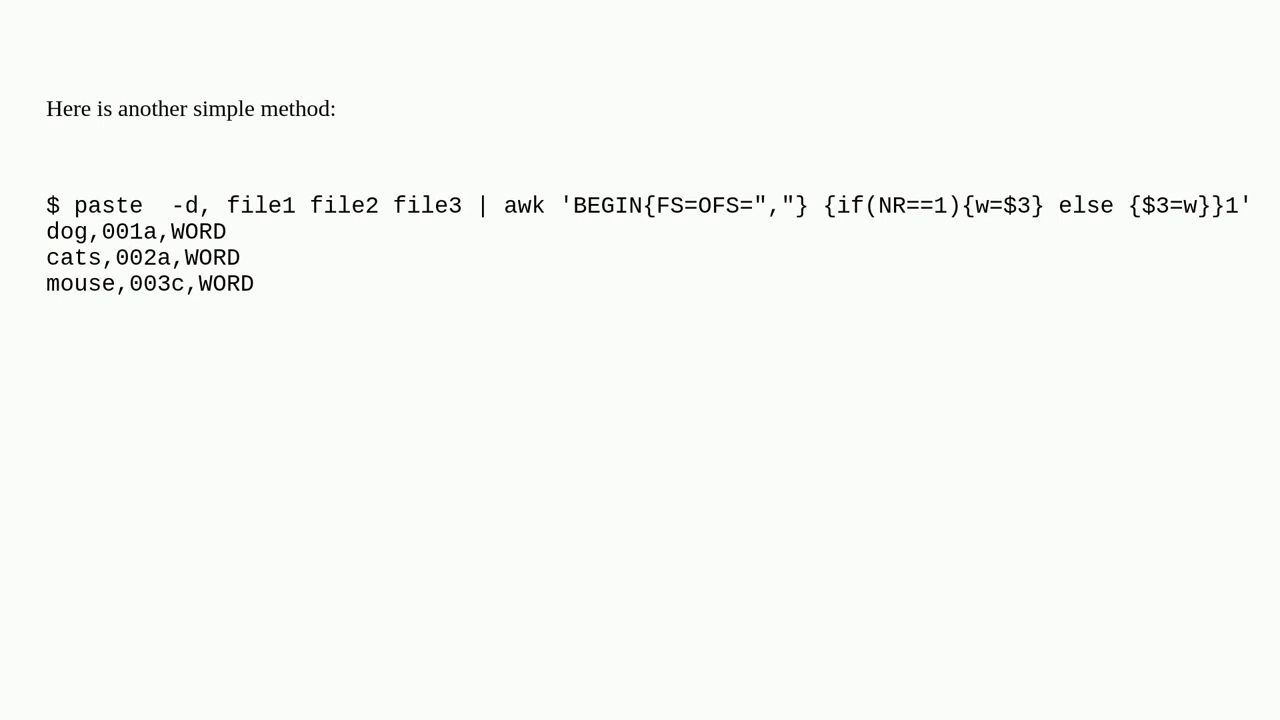 Here is another simple method:
$ paste  -d, file1 file2 file3 | awk 'BEGIN{FS=OFS=","} {if(NR==1){w=$3} else {$3=w}}1'
dog,001a,WORD
cats,002a,WORD
mouse,003c,WORD